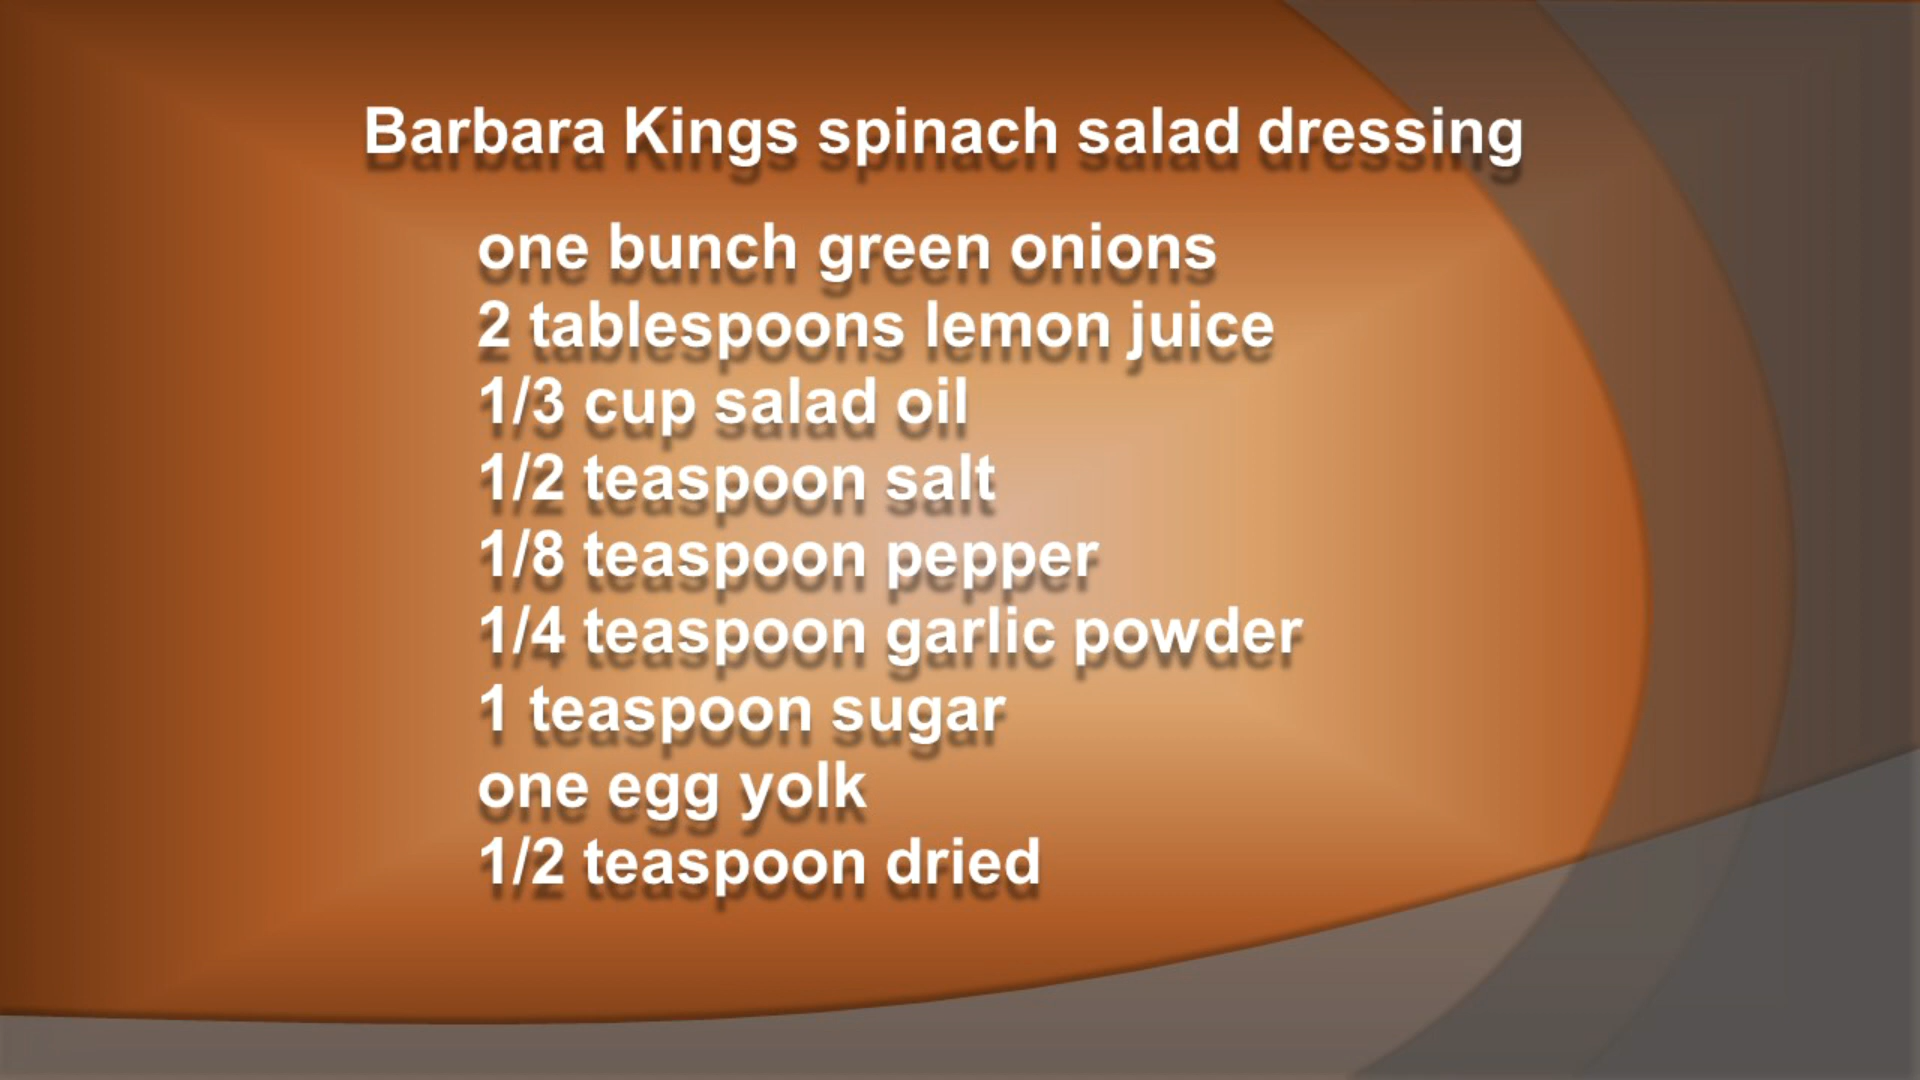 Barbara Kings spinach salad dressing
one bunch green onions
2 tablespoons lemon juice
1/3 cup salad oil
1/2 teaspoon salt
1/8 teaspoon pepper
1/4 teaspoon garlic powder
1 teaspoon sugar
one egg yolk
1/2 teaspoon dried